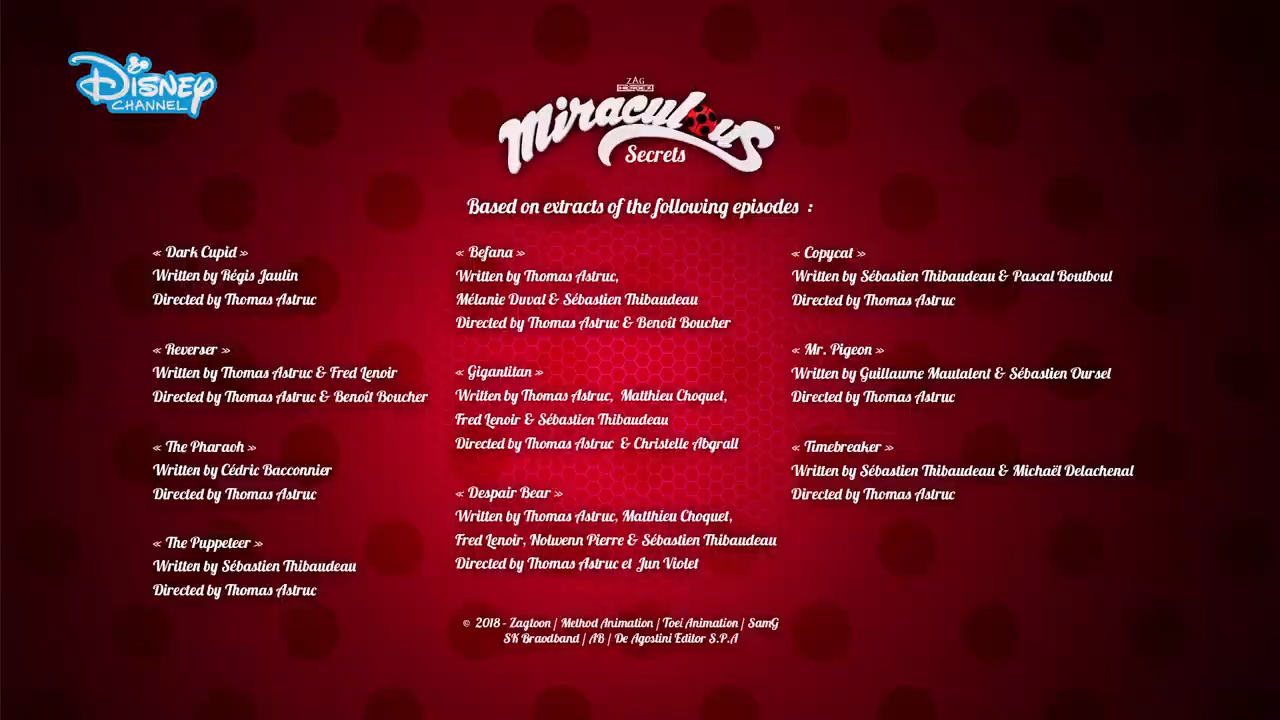 Disney
CHANNEL
ZAG
HEROEZ
Miraculous
TM
Secrets
Based on extracts of the following episodes :
« Dark Cupid »
Written by Régis Jaulin
Directed by Thomas Astruc
« Reverser »
Written by Thomas Astruc & Fred Lenoir
Directed by Thomas Astruc & Benoît Boucher
« The Pharaoh »
Written by Cédric Bacconnier
Directed by Thomas Astruc
« The Puppeteer »
Written by Sébastien Thibaudeau
Directed by Thomas Astruc
« Befana »
Written by Thomas Astruc,
Mélanie Duval & Sébastien Thibaudeau
Directed by Thomas Astruc & Benoît Boucher
« Gigantitan »
Written by Thomas Astruc, Matthieu Choquet,
Fred Lenoir & Sébastien Thibaudeau
Directed by Thomas Astruc & Christelle Abgrall
« Despair Bear »
Written by Thomas Astruc, Matthieu Choquet,
Fred Lenoir, Nolwenn Pierre & Sébastien Thibaudeau
Directed by Thomas Astruc et Jun Violet
« Copycat »
Written by Sébastien Thibaudeau & Pascal Boutboul
Directed by Thomas Astruc
« Mr. Pigeon »
Written by Guillaume Mautalent & Sébastien Oursel
Directed by Thomas Astruc
« Timebreaker »
Written by Sébastien Thibaudeau & Michaël Delachenal
Directed by Thomas Astruc
© 2018 - Zagtoon / Method Animation / Toei Animation / SamG
SK Braodband / AB / De Agostini Editor S.P.A